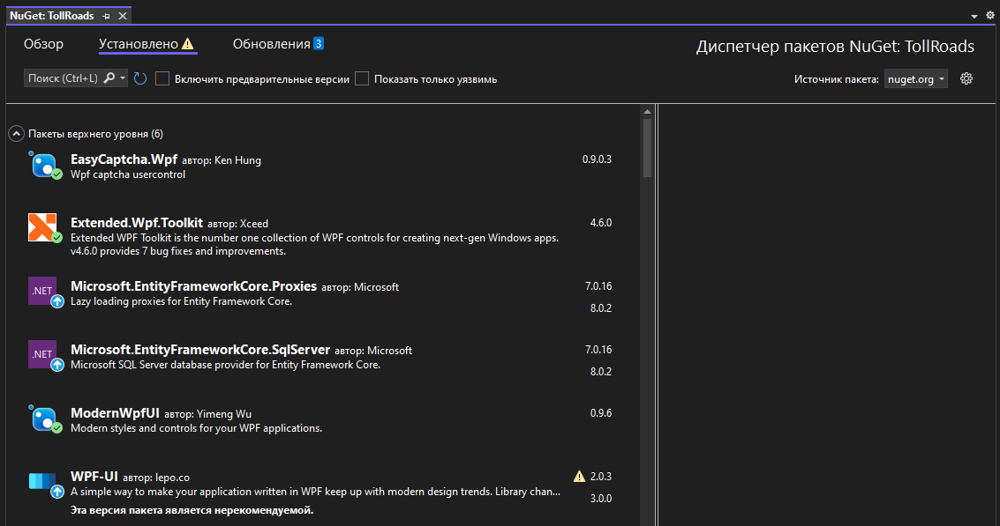 NuGet: TollRoads
Обзор
Установлено
Обновления 3
Диспетчер пакетов NuGet: TollRoads
Поиск (Ctrl+L)
Включить предварительные версии
Показать только уязвимь
Источник пакета: nuget.org
Пакеты верхнего уровня (6)
EasyCaptcha.Wpf автор: Ken Hung 0.9.0.3
Wpf captcha usercontrol
Extended.Wpf.Toolkit автор: Xceed 4.6.0
Extended WPF Toolkit is the number one collection of WPF controls for creating next-gen Windows apps.
v4.6.0 provides 7 bug fixes and improvements.
.NET
Microsoft.EntityFrameworkCore.Proxies автор: Microsoft 7.0.16
Lazy loading proxies for Entity Framework Core.
8.0.2
.NET
Microsoft.EntityFrameworkCore.SqlServer автор: Microsoft 7.0.16
Microsoft SQL Server database provider for Entity Framework Core.
8.0.2
ModernWpfUI автор: Yimeng Wu 0.9.6
Modern styles and controls for your WPF applications.
WPF-UI автор: lepo.co 2.0.3
A simple way to make your application written in WPF keep up with modern design trends. Library chan...
3.0.0
Эта версия пакета является нерекомендуемой.